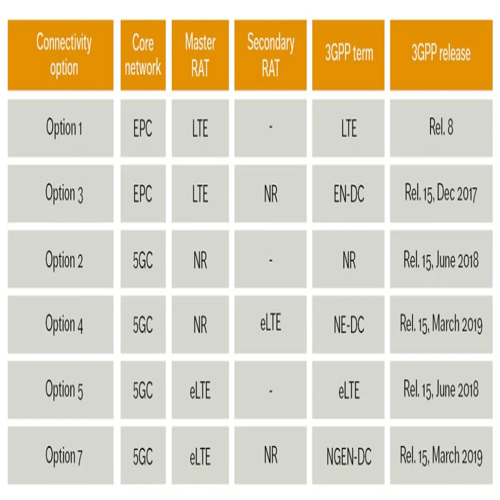 Connectivity option Core network Master RAT Secondary RAT 3GPP term 3GPP release
Option 1 EPC LTE - LTE Rel. 8
Option 3 EPC LTE NR EN-DC Rel. 15, Dec 2017
Option 2 5GC NR - NR Rel. 15, June 2018
Option 4 5GC NR eLTE NE-DC Rel. 15, March 2019
Option 5 5GC eLTE - eLTE Rel. 15, June 2018
Option 7 5GC eLTE NR NGEN-DC Rel. 15, March 2019